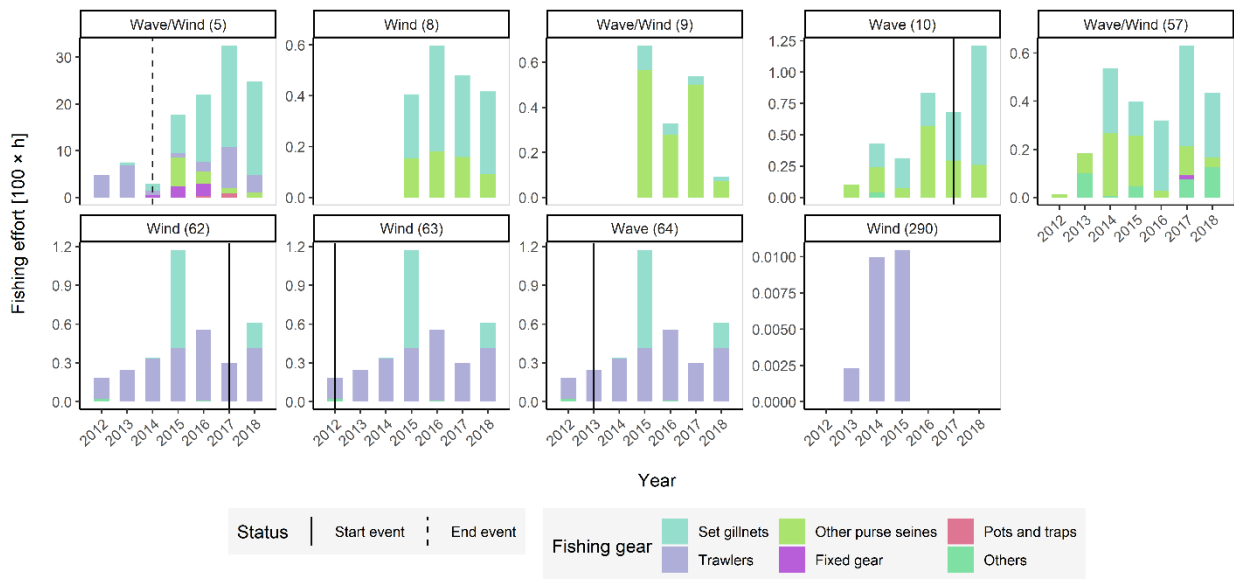 Wave/Wind (5)
Wind (8)
Wave/Wind (9)
Wave (10)
Wave/Wind (57)
30
20
10
0
0.6
0.4
0.2
0.0
0.6
0.4
0.2
0.0
1.25
1.00
0.75
0.50
0.25
0.00
0.6
0.4
0.2
0.0
2012 2013 2014 2015 2016 2017 2018
Fishing effort [100 × h]
Wind (62)
Wind (63)
Wave (64)
Wind (290)
1.2
0.9
0.6
0.3
0.0
1.2
0.9
0.6
0.3
0.0
1.2
0.9
0.6
0.3
0.0
0.0100
0.0075
0.0050
0.0025
0.0000
2012 2013 2014 2015 2016 2017 2018
2012 2013 2014 2015 2016 2017 2018
2012 2013 2014 2015 2016 2017 2018
2012 2013 2014 2015 2016 2017 2018
Year
Status Start event End event
Fishing gear
Set gillnets Other purse seines Pots and traps
Trawlers Fixed gear Others